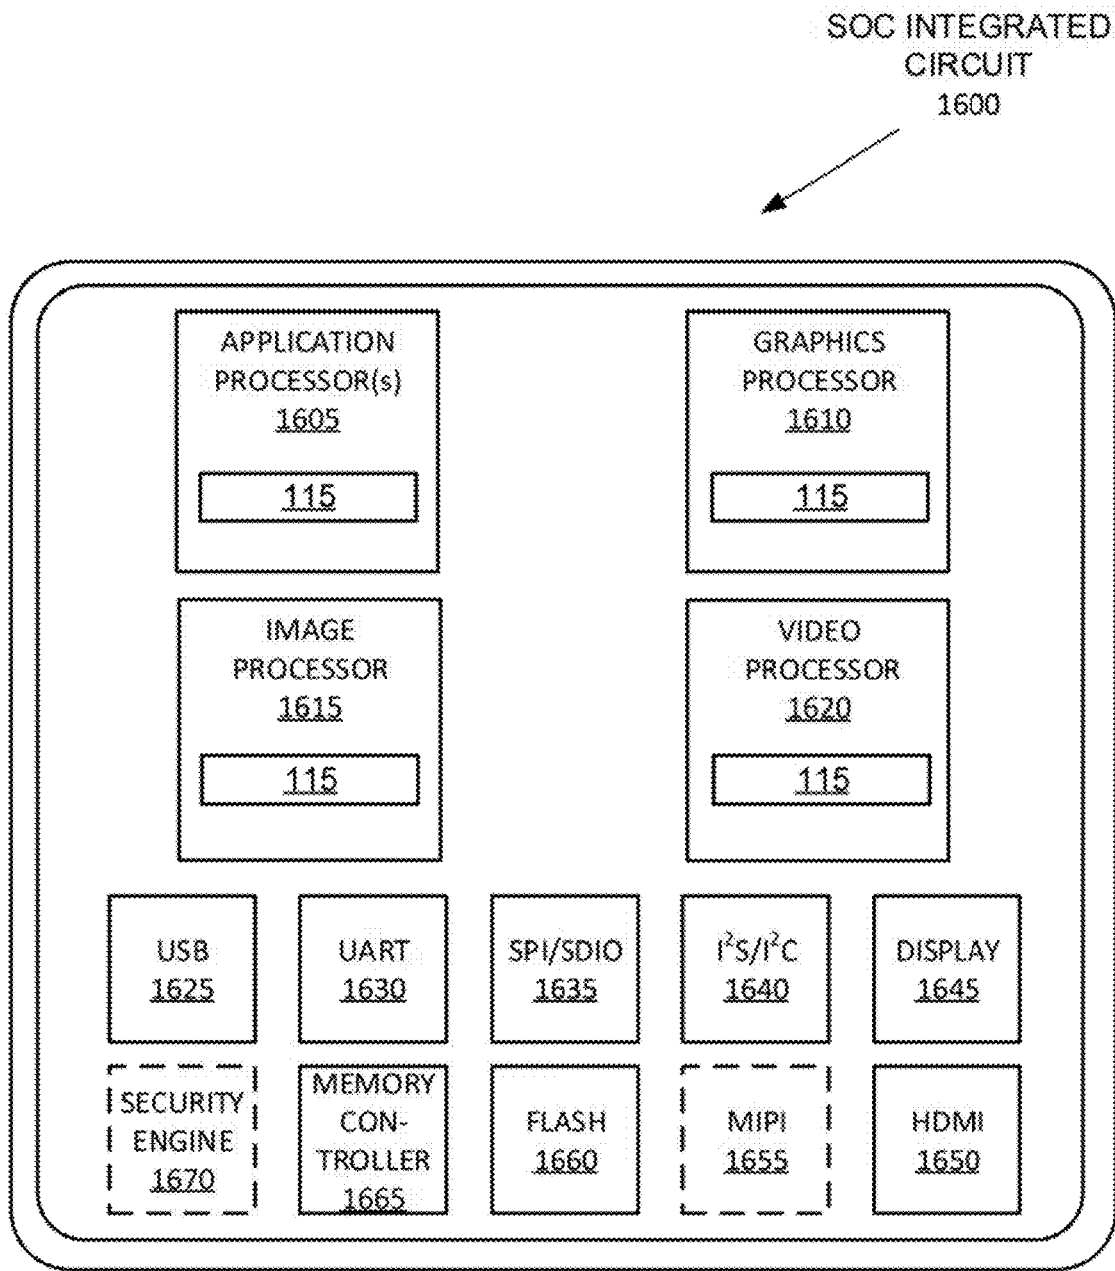 SOC INTEGRATED
CIRCUIT
1600
APPLICATION
PROCESSOR(s)
1605
115
GRAPHICS
PROCESSOR
1610
115
IMAGE
PROCESSOR
1615
115
VIDEO
PROCESSOR
1620
115
USB
1625
UART
1630
SPI/SDIO
1635
I²S/I²C
1640
DISPLAY
1645
SECURITY
ENGINE
1670
MEMORY
CON-
TROLLER
1665
FLASH
1660
MIPI
1655
HDMI
1650